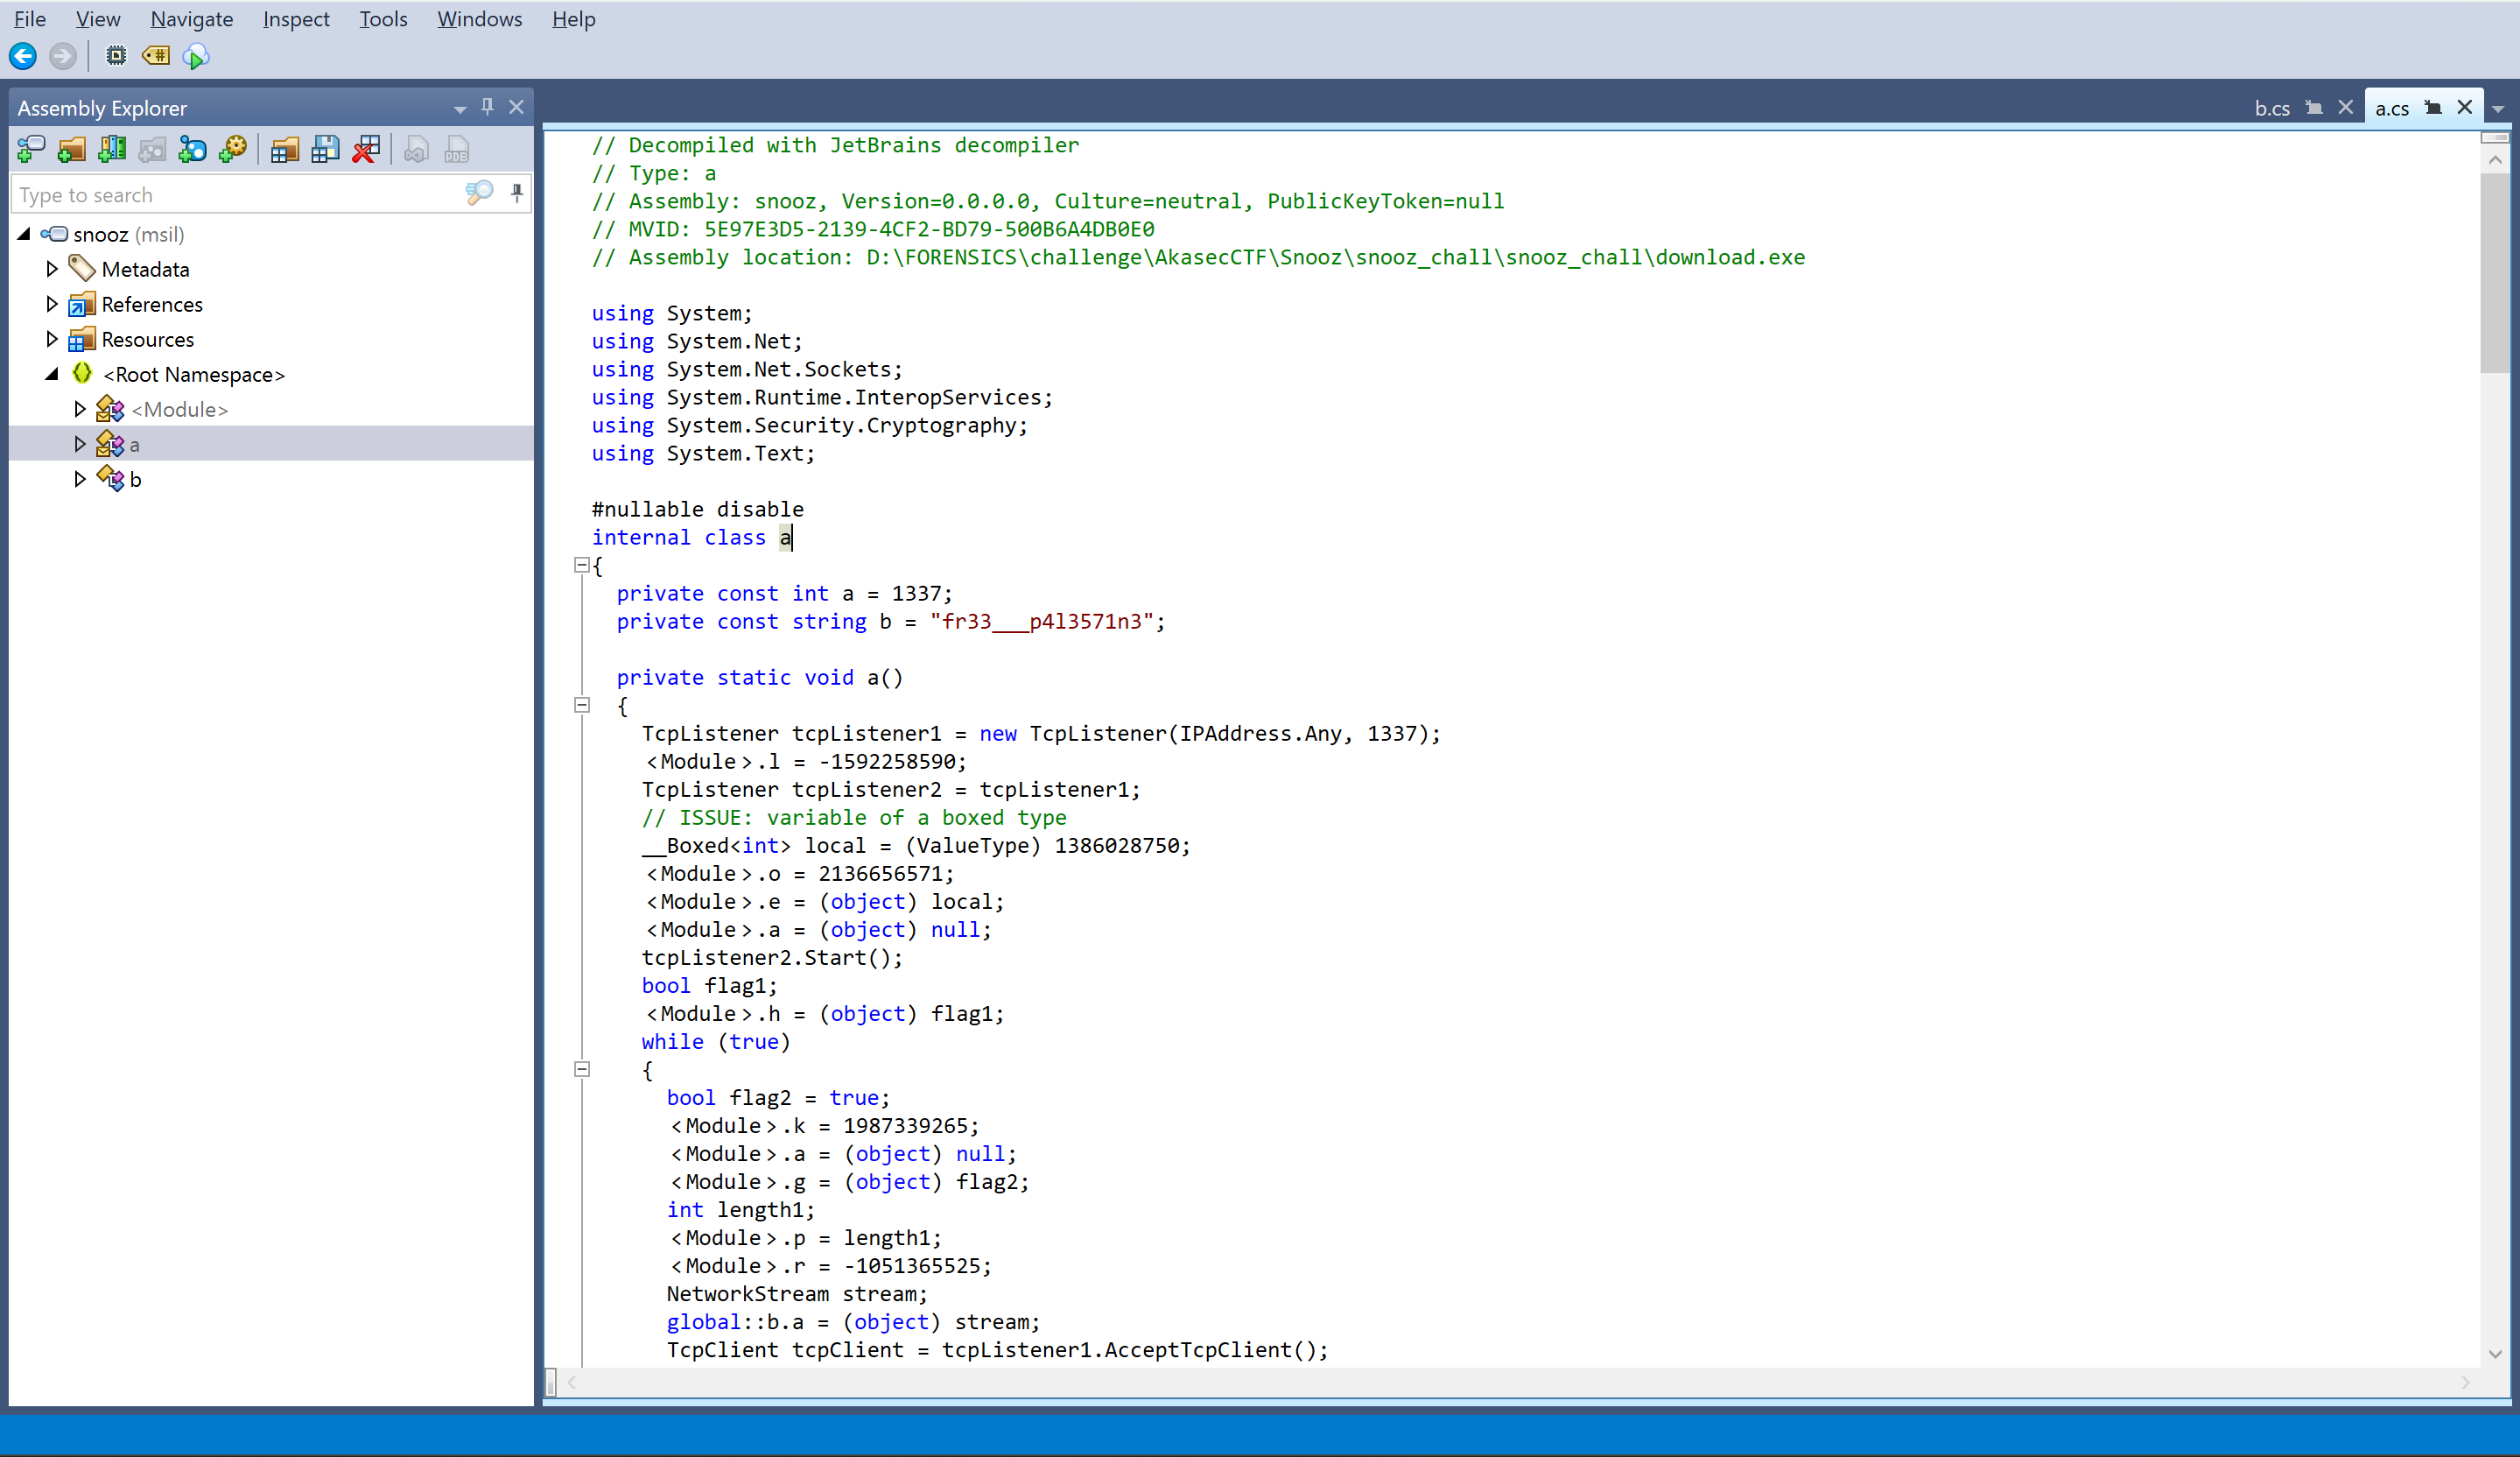 File View Navigate Inspect Tools Windows Help
Assembly Explorer
Type to search
snooz (msil)
Metadata
References
Resources
<Root Namespace>
<Module>
a
b
b.cs a.cs
// Decompiled with JetBrains decompiler
// Type: a
// Assembly: snooz, Version=0.0.0.0, Culture=neutral, PublicKeyToken=null
// MVID: 5E97E3D5-2139-4CF2-BD79-500B6A4DB0E0
// Assembly location: D:\FORENSICS\challenge\AkasecCTF\Snooz\snooz_chall\snooz_chall\download.exe
using System;
using System.Net;
using System.Net.Sockets;
using System.Runtime.InteropServices;
using System.Security.Cryptography;
using System.Text;
#nullable disable
internal class a
{
private const int a = 1337;
private const string b = "fr33___p4l3571n3";
private static void a()
{
TcpListener tcpListener1 = new TcpListener(IPAddress.Any, 1337);
<Module>.l = -1592258590;
TcpListener tcpListener2 = tcpListener1;
// ISSUE: variable of a boxed type
__Boxed<int> local = (ValueType) 1386028750;
<Module>.o = 2136656571;
<Module>.e = (object) local;
<Module>.a = (object) null;
tcpListener2.Start();
bool flag1;
<Module>.h = (object) flag1;
while (true)
{
bool flag2 = true;
<Module>.k = 1987339265;
<Module>.a = (object) null;
<Module>.g = (object) flag2;
int length1;
<Module>.p = length1;
<Module>.r = -1051365525;
NetworkStream stream;
global::b.a = (object) stream;
TcpClient tcpClient = tcpListener1.AcceptTcpClient();